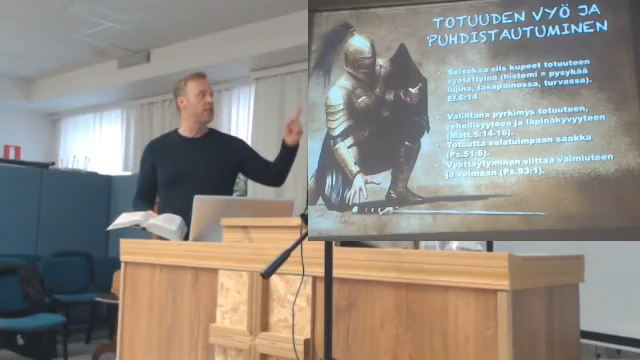 TOTUUDEN VYÖ JA
PUHDISTAUTUMINEN
Seisokaa siis kupeet totuuteen
vyötettyinä (histemi = pysykää
lujina, tasapainossa, turvassa).
Ef.6:14
Valintana pyrkimys totuuteen,
rehellisyyteen ja läpinäkyvyyteen
(Matt.5:14-16).
Totuutta salatuimpaan saakka
(Ps.51:6).
Vyöttäytyminen viittaa valmiuteen
ja voimaan (Ps.93:1).